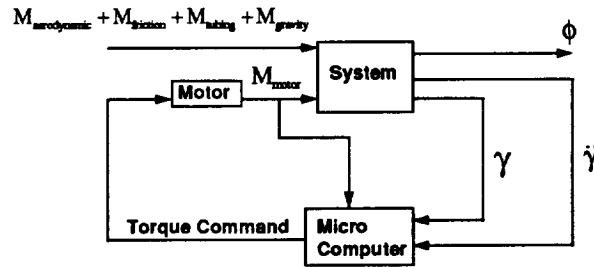 M_aerodynamic + M_friction + M_tubing + M_gravity
ϕ
System
M_motor
Motor
γ
γ̇
Torque Command
Micro
Computer